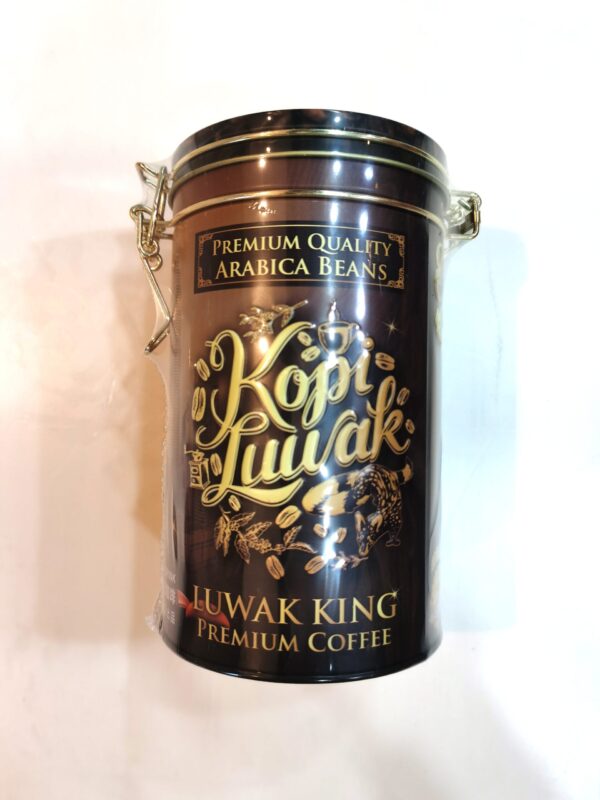 PREMIUM QUALITY
ARABICA BEANS
Kopi
Luwak
LUWAK KING
PREMIUM COFFEE